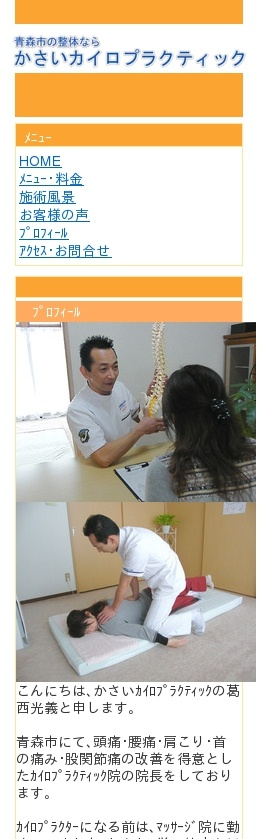 青森市の整体なら
かさいカイロプラクティック
ﾒﾆｭｰ
HOME
ﾒﾆｭｰ･料金
施術風景
お客様の声
ﾌﾟﾛﾌｨｰﾙ
ｱｸｾｽ･お問合せ
ﾌﾟﾛﾌｨｰﾙ
こんにちは､かさいｶｲﾛﾌﾟﾗｸﾃｨｯｸの葛
西光義と申します｡
青森市にて､頭痛･腰痛･肩こり･首
の痛み･股関節痛の改善を得意とし
たｶｲﾛﾌﾟﾗｸﾃｨｯｸ院の院長をしており
ます｡
ｶｲﾛﾌﾟﾗｸﾀｰになる前は､ﾏｯｻｰｼﾞ院に勤